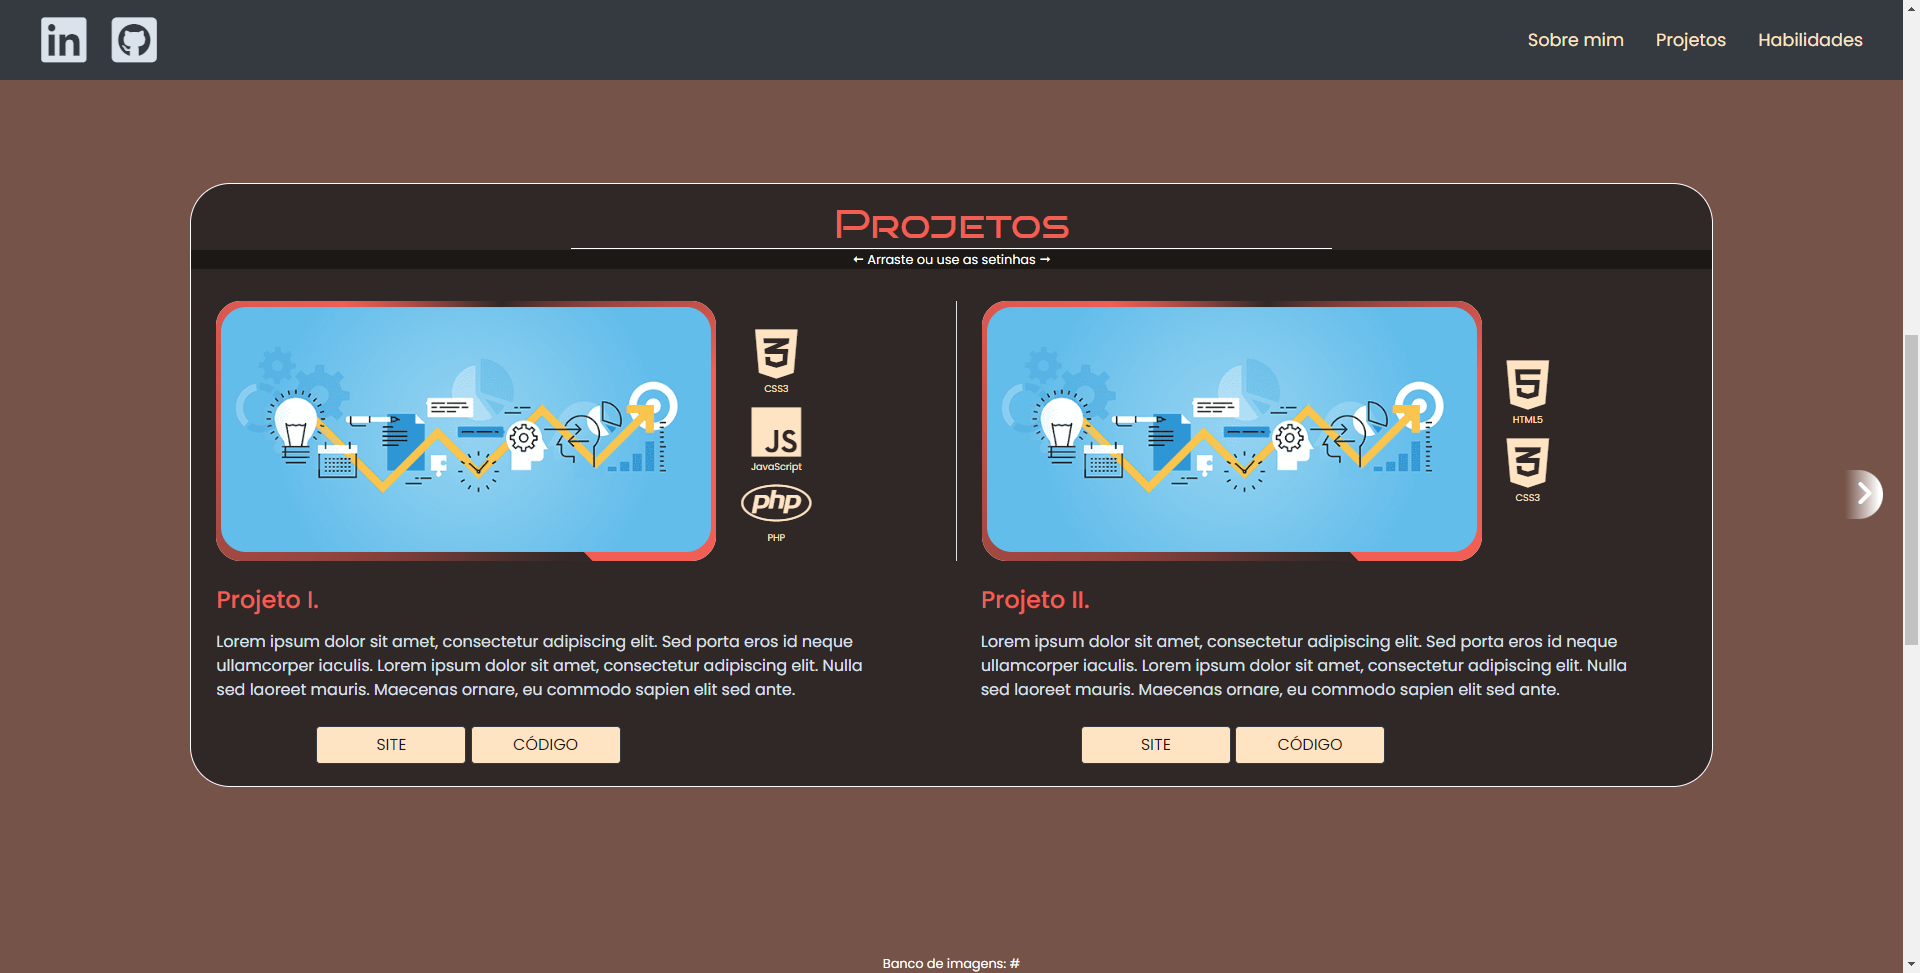 in
Sobre mim Projetos Habilidades
Projetos
← Arraste ou use as setinhas →
CSS3
JS
JavaScript
php
PHP
5
HTML5
3
CSS3
Projeto I.
Lorem ipsum dolor sit amet, consectetur adipiscing elit. Sed porta eros id neque
ullamcorper iaculis. Lorem ipsum dolor sit amet, consectetur adipiscing elit. Nulla
sed laoreet mauris. Maecenas ornare, eu commodo sapien elit sed ante.
SITE CÓDIGO
Projeto II.
Lorem ipsum dolor sit amet, consectetur adipiscing elit. Sed porta eros id neque
ullamcorper iaculis. Lorem ipsum dolor sit amet, consectetur adipiscing elit. Nulla
sed laoreet mauris. Maecenas ornare, eu commodo sapien elit sed ante.
SITE CÓDIGO
Banco de imagens: #